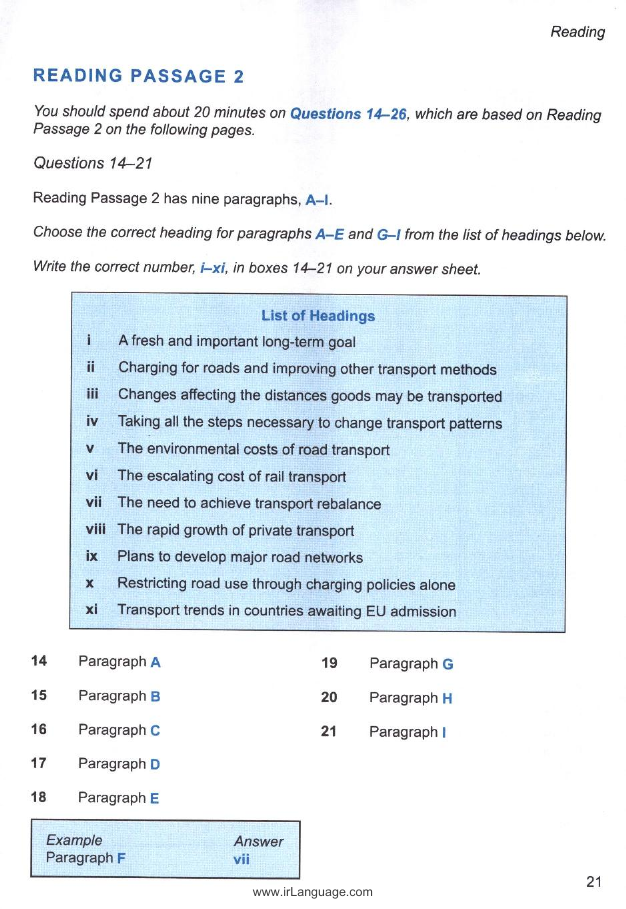 Reading
READING PASSAGE 2
You should spend about 20 minutes on Questions 14–26, which are based on Reading
Passage 2 on the following pages.
Questions 14–21
Reading Passage 2 has nine paragraphs, A–I.
Choose the correct heading for paragraphs A–E and G–I from the list of headings below.
Write the correct number, i–xi, in boxes 14–21 on your answer sheet.
List of Headings
i A fresh and important long-term goal
ii Charging for roads and improving other transport methods
iii Changes affecting the distances goods may be transported
iv Taking all the steps necessary to change transport patterns
v The environmental costs of road transport
vi The escalating cost of rail transport
vii The need to achieve transport rebalance
viii The rapid growth of private transport
ix Plans to develop major road networks
x Restricting road use through charging policies alone
xi Transport trends in countries awaiting EU admission
14 Paragraph A
15 Paragraph B
16 Paragraph C
17 Paragraph D
18 Paragraph E
19 Paragraph G
20 Paragraph H
21 Paragraph I
Example Answer
Paragraph F vii
21
www.irLanguage.com